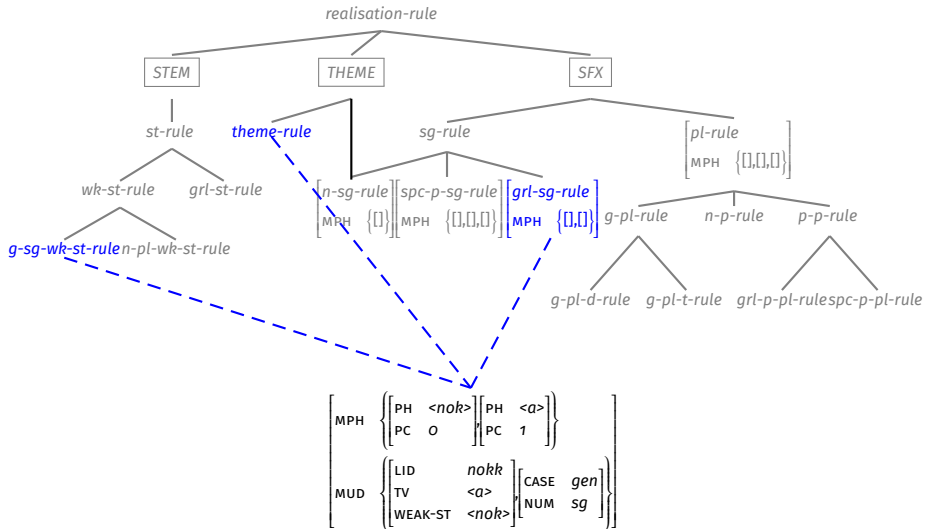 realisation-rule
STEM THEME SFX
st-rule theme-rule sg-rule pl-rule
MPH {[],[],[]}
wk-st-rule grl-st-rule n-sg-rule spc-p-sg-rule grl-sg-rule
MPH {[]} MPH {[],[],[]} MPH {[],[]} g-pl-rule n-p-rule p-p-rule
g-sg-wk-st-rule n-pl-wk-st-rule
g-pl-d-rule g-pl-t-rule grl-p-pl-rule spc-p-pl-rule
MPH { [PH <nok> PC 0], [PH <a> PC 1] }
MUD { [LID nokk TV <a> WEAK-ST <nok>], [CASE gen NUM sg] }